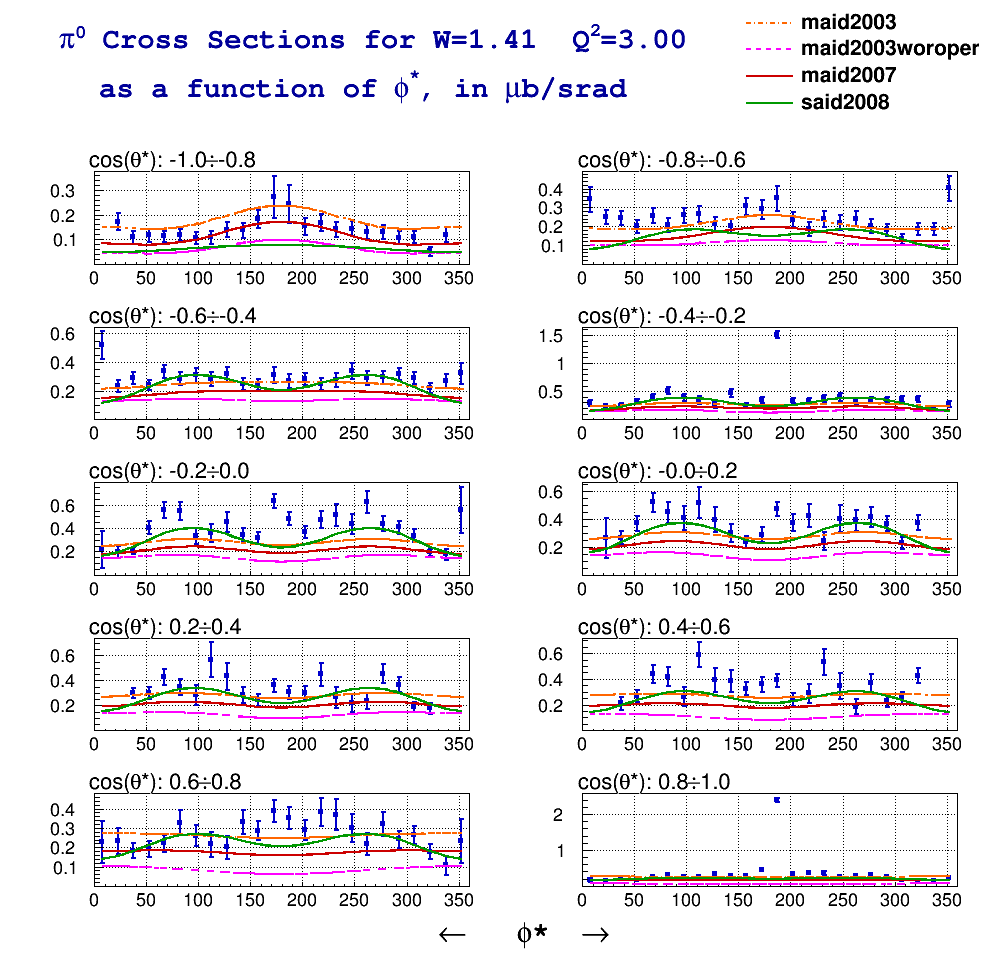 π⁰ Cross Sections for W=1.41 Q²=3.00
as a function of ϕ*, in μb/srad
maid2003
maid2003woroper
maid2007
said2008
cos(θ*): -1.0÷-0.8
0.3
0.2
0.1
0 50 100 150 200 250 300 350
cos(θ*): -0.8÷-0.6
0.4
0.3
0.2
0.1
0 50 100 150 200 250 300 350
cos(θ*): -0.6÷-0.4
0.6
0.4
0.2
0 50 100 150 200 250 300 350
cos(θ*): -0.4÷-0.2
1.5
1
0.5
0 50 100 150 200 250 300 350
cos(θ*): -0.2÷0.0
0.6
0.4
0.2
0 50 100 150 200 250 300 350
cos(θ*): -0.0÷0.2
0.6
0.4
0.2
0 50 100 150 200 250 300 350
cos(θ*): 0.2÷0.4
0.6
0.4
0.2
0 50 100 150 200 250 300 350
cos(θ*): 0.4÷0.6
0.6
0.4
0.2
0 50 100 150 200 250 300 350
cos(θ*): 0.6÷0.8
0.4
0.3
0.2
0.1
0 50 100 150 200 250 300 350
cos(θ*): 0.8÷1.0
2
1
0 50 100 150 200 250 300 350
← ϕ* →